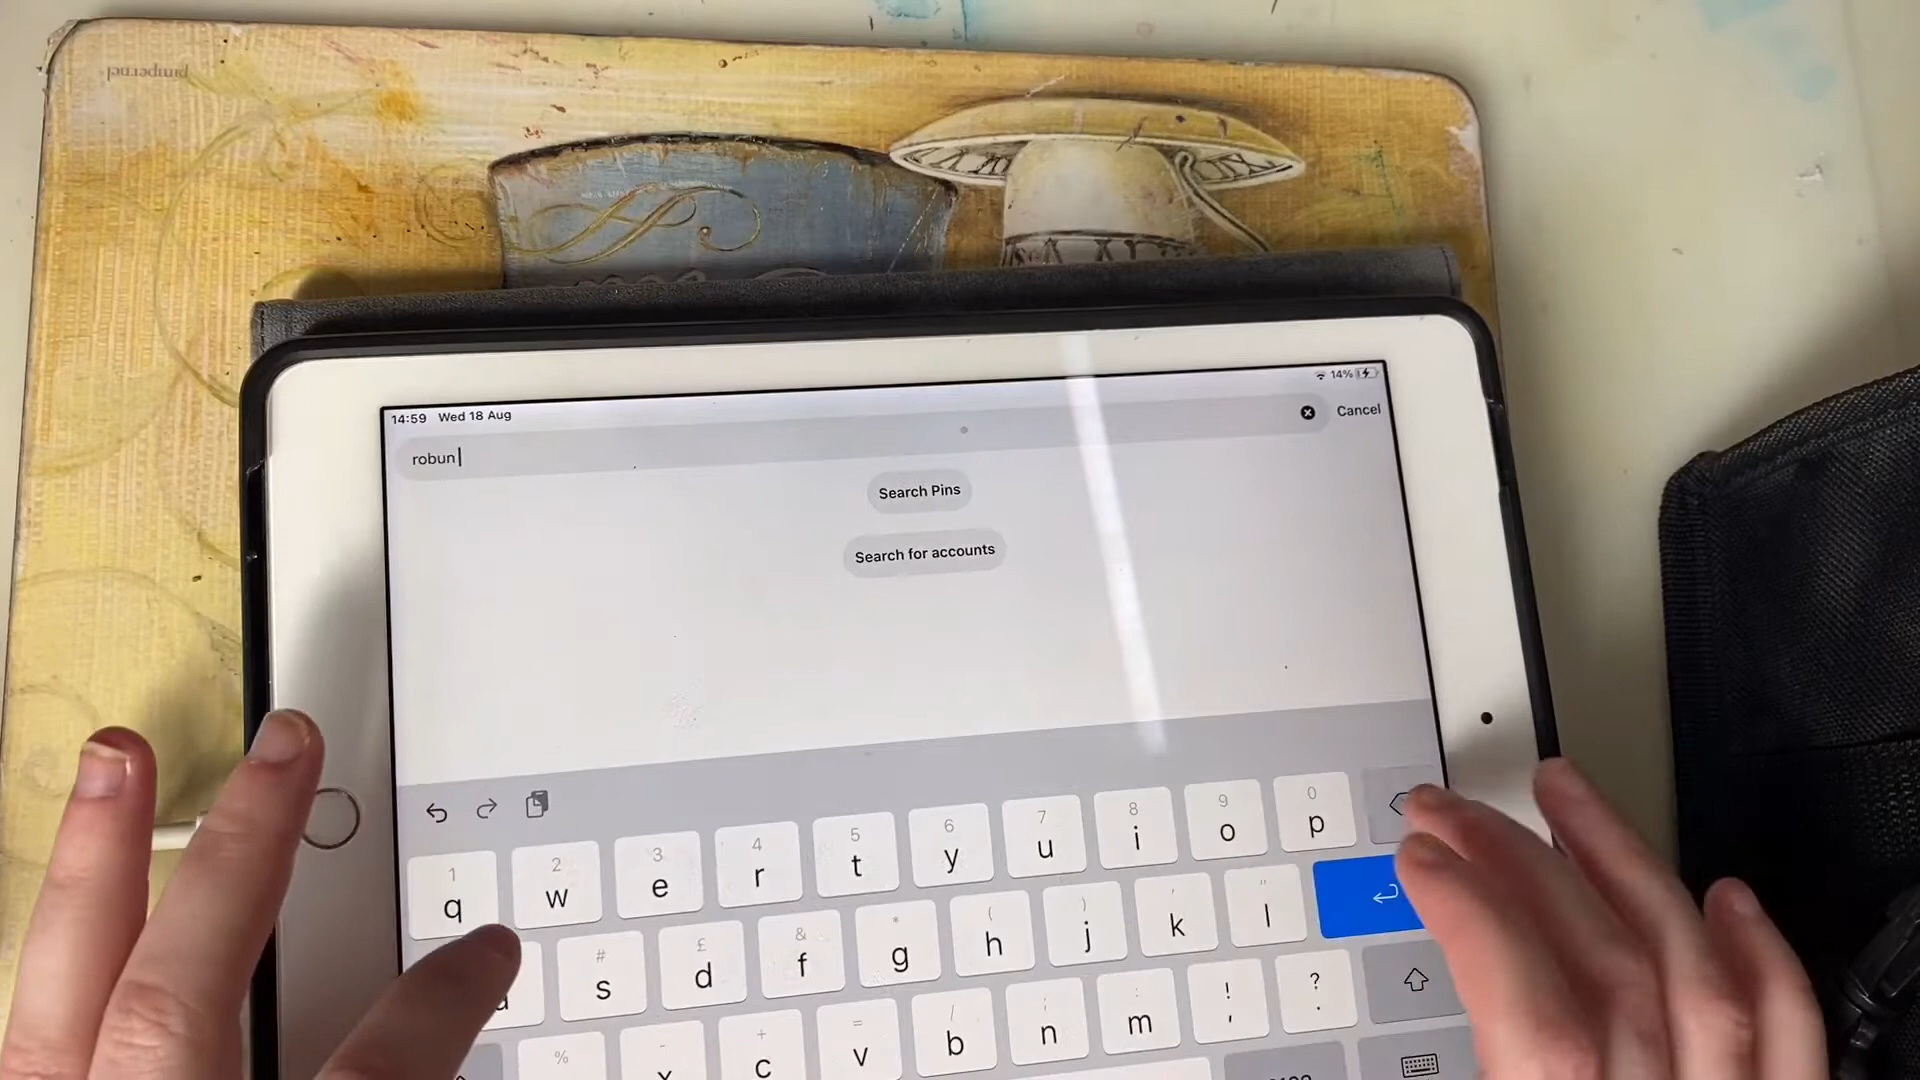 pimpernel
14:59 Wed 18 Aug
14%
robun
Cancel
Search Pins
Search for accounts
1 2 3 4 5 6 7 8 9 0
q w e r t y u i o p
# £ & * ( ) ' "
a s d f g h j k l
% - + = / ; : ! ?
x c v b n m , .